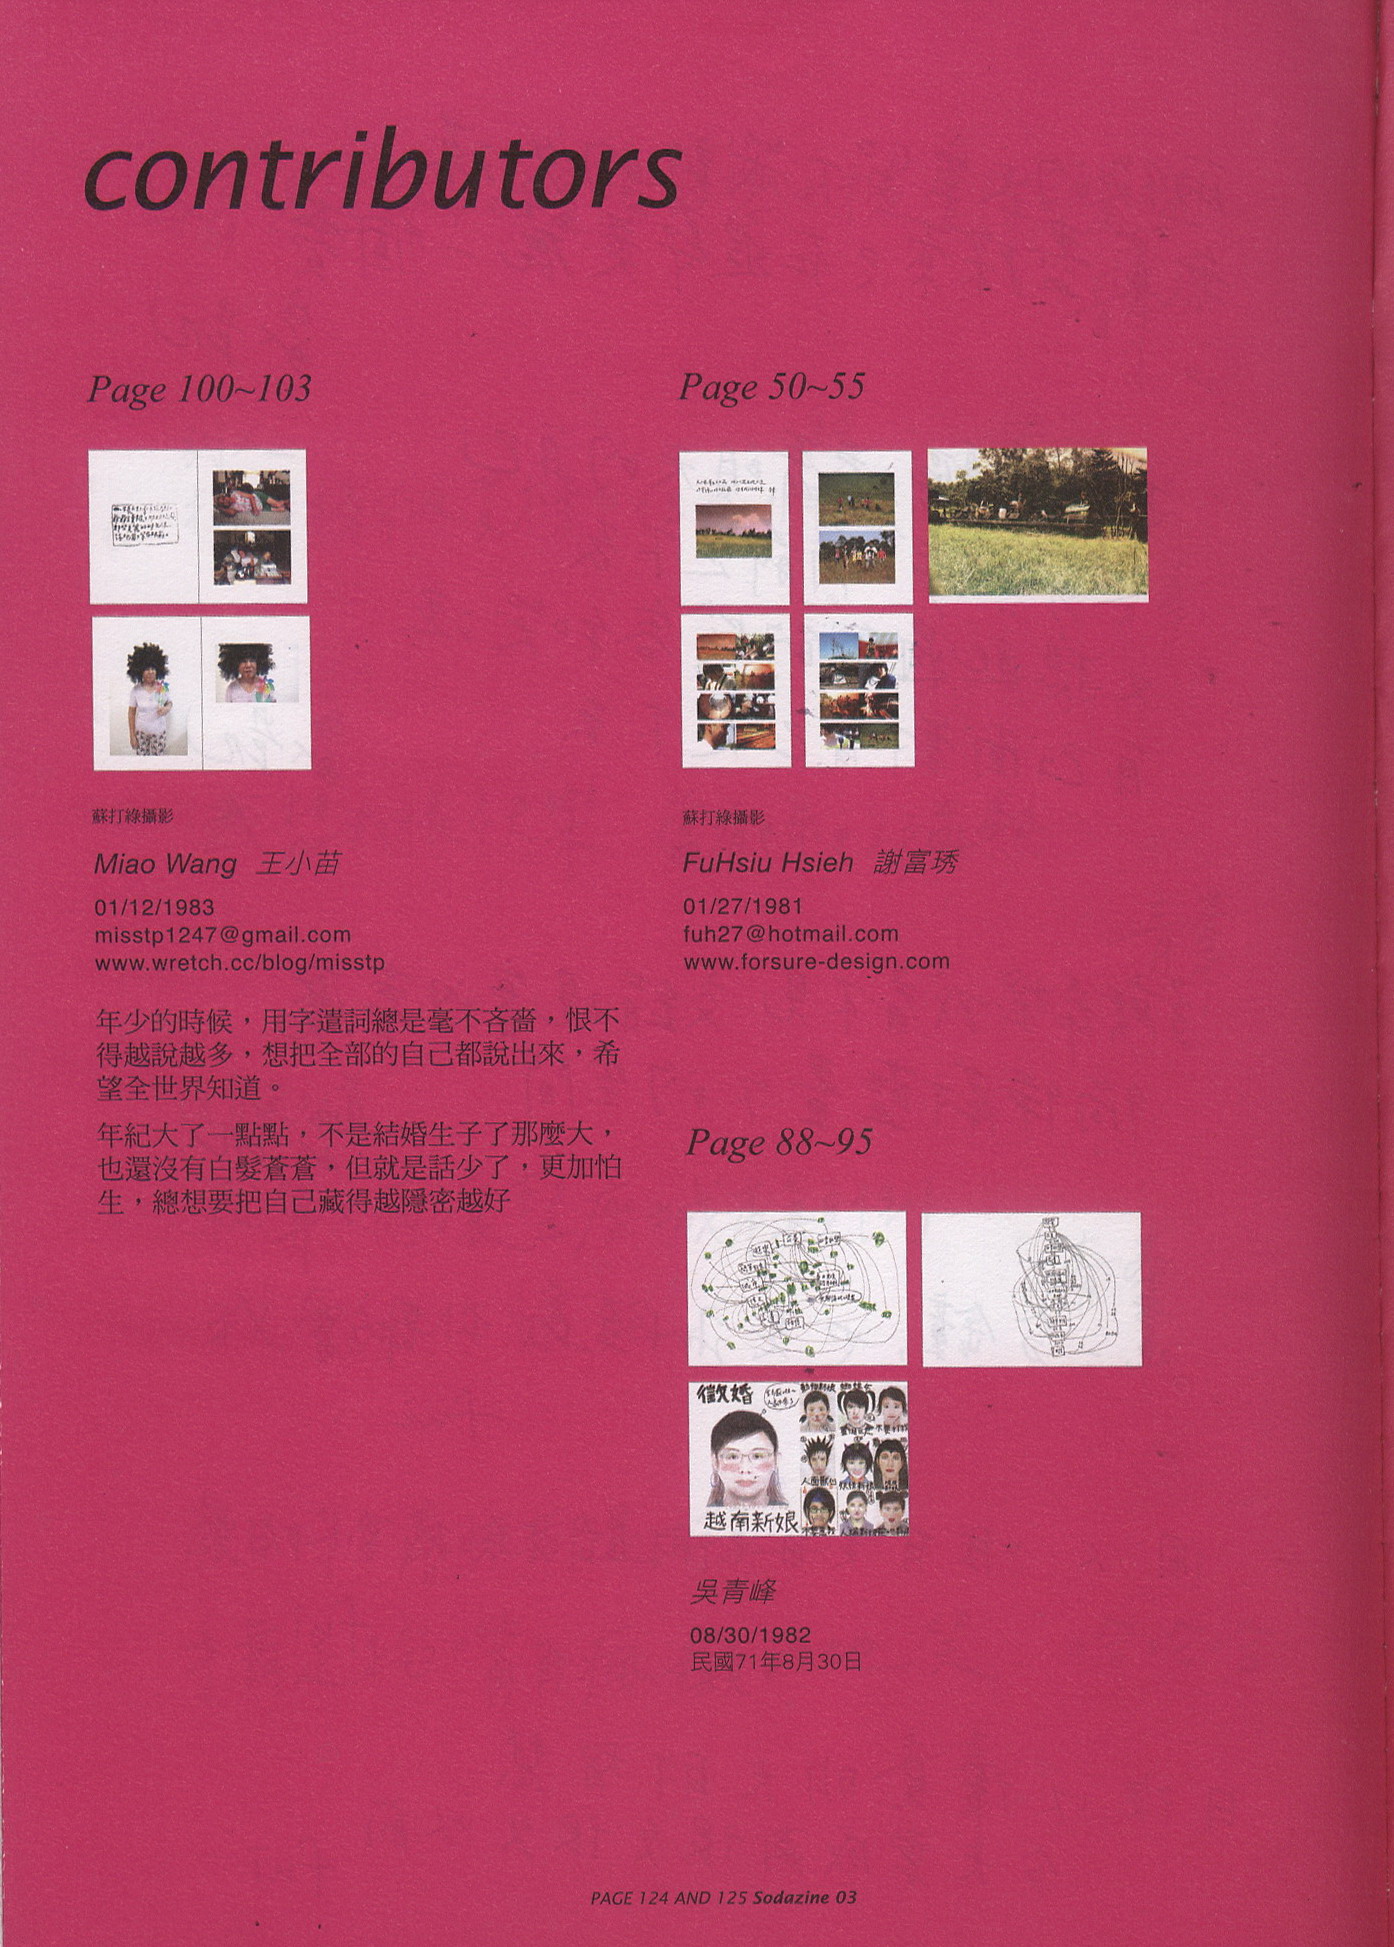 contributors
Page 100~103
蘇打綠攝影
Miao Wang 王小苗
01/12/1983
misstp1247@gmail.com
www.wretch.cc/blog/misstp
年少的時候，用字遣詞總是毫不吝嗇，恨不
得越說越多，想把全部的自己都說出來，希
望全世界知道。
年紀大了一點點，不是結婚生子了那麼大，
也還沒有白髮蒼蒼，但就是話少了，更加怕
生，總想要把自己藏得越隱密越好
Page 50~55
蘇打綠攝影
FuHsiu Hsieh 謝富琇
01/27/1981
fuh27@hotmail.com
www.forsure-design.com
Page 88~95
徵婚
越南新娘
吳青峰
08/30/1982
民國71年8月30日
PAGE 124 AND 125 Sodazine 03